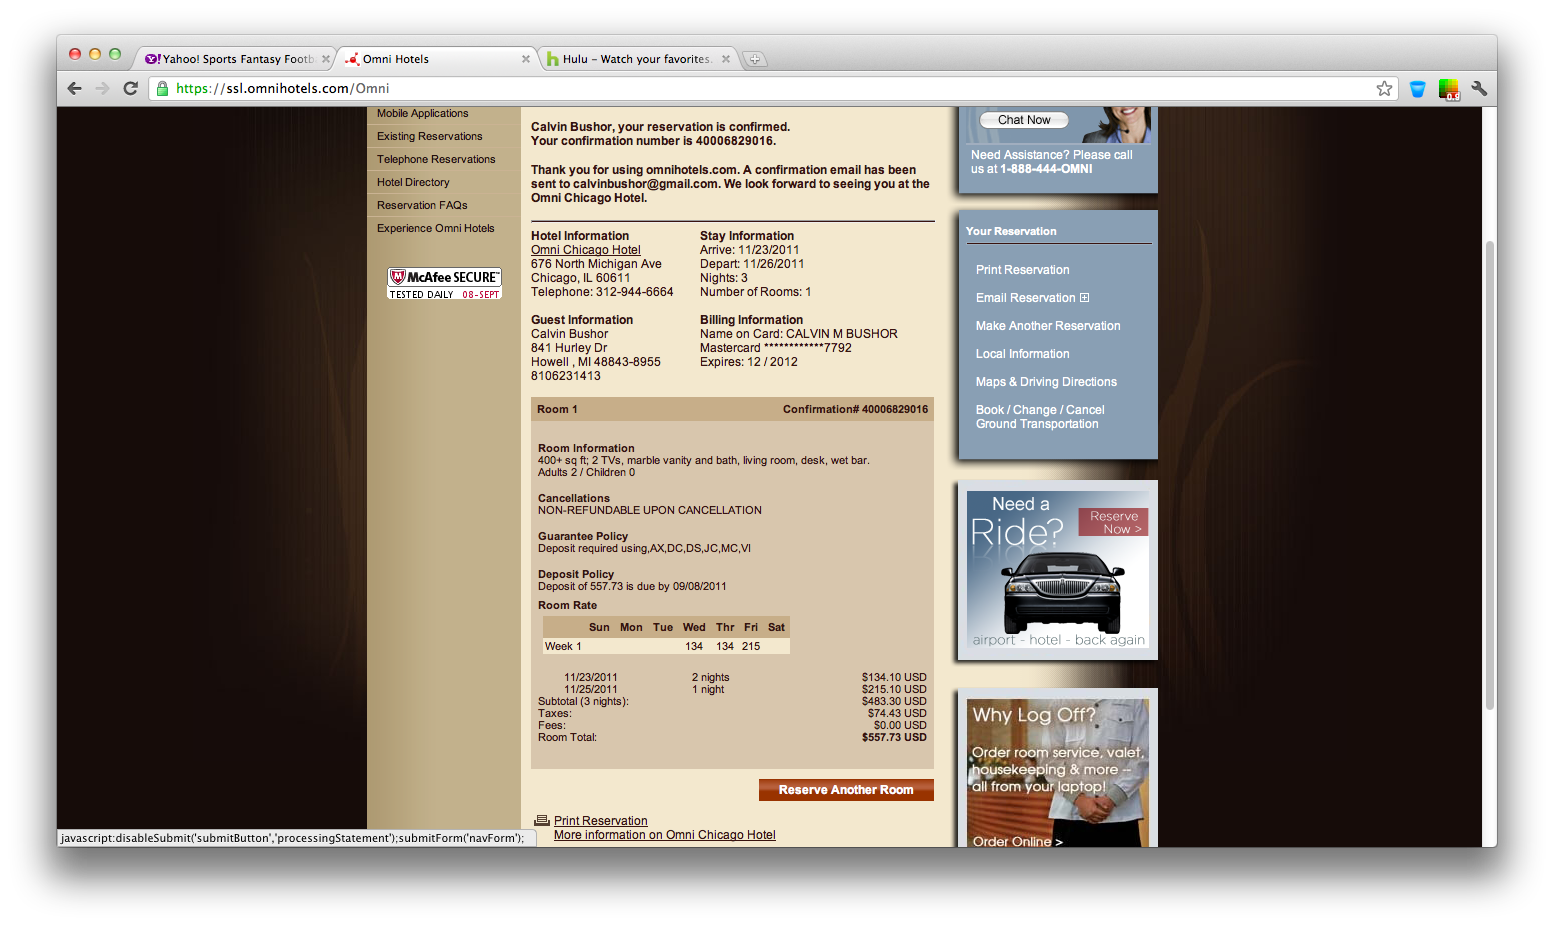 Yahoo! Sports Fantasy Footb
Omni Hotels
Hulu – Watch your favorites.
https://ssl.omnihotels.com/Omni
0.9
Mobile Applications
Existing Reservations
Telephone Reservations
Hotel Directory
Reservation FAQs
Experience Omni Hotels
McAfee SECURE™
TESTED DAILY 08-SEPT
Calvin Bushor, your reservation is confirmed.
Your confirmation number is 40006829016.
Thank you for using omnihotels.com. A confirmation email has been
sent to calvinbushor@gmail.com. We look forward to seeing you at the
Omni Chicago Hotel.
Hotel Information
Omni Chicago Hotel
676 North Michigan Ave
Chicago, IL 60611
Telephone: 312-944-6664
Stay Information
Arrive: 11/23/2011
Depart: 11/26/2011
Nights: 3
Number of Rooms: 1
Guest Information
Calvin Bushor
841 Hurley Dr
Howell , MI 48843-8955
8106231413
Billing Information
Name on Card: CALVIN M BUSHOR
Mastercard ************7792
Expires: 12 / 2012
Room 1 Confirmation# 40006829016
Room Information
400+ sq ft; 2 TVs, marble vanity and bath, living room, desk, wet bar.
Adults 2 / Children 0
Cancellations
NON-REFUNDABLE UPON CANCELLATION
Guarantee Policy
Deposit required using,AX,DC,DS,JC,MC,VI
Deposit Policy
Deposit of 557.73 is due by 09/08/2011
Room Rate
Sun Mon Tue Wed Thr Fri Sat
Week 1 134 134 215
11/23/2011 2 nights $134.10 USD
11/25/2011 1 night $215.10 USD
Subtotal (3 nights): $483.30 USD
Taxes: $74.43 USD
Fees: $0.00 USD
Room Total: $557.73 USD
Reserve Another Room
Print Reservation
More information on Omni Chicago Hotel
Chat Now
Need Assistance? Please call
us at 1-888-444-OMNI
Your Reservation
Print Reservation
Email Reservation
Make Another Reservation
Local Information
Maps & Driving Directions
Book / Change / Cancel
Ground Transportation
Need a
Ride?
Reserve
Now >
airport - hotel - back again
Why Log Off?
Order room service, valet,
housekeeping & more --
all from your laptop!
Order Online >
javascript:disableSubmit('submitButton','processingStatement');submitForm('navForm');